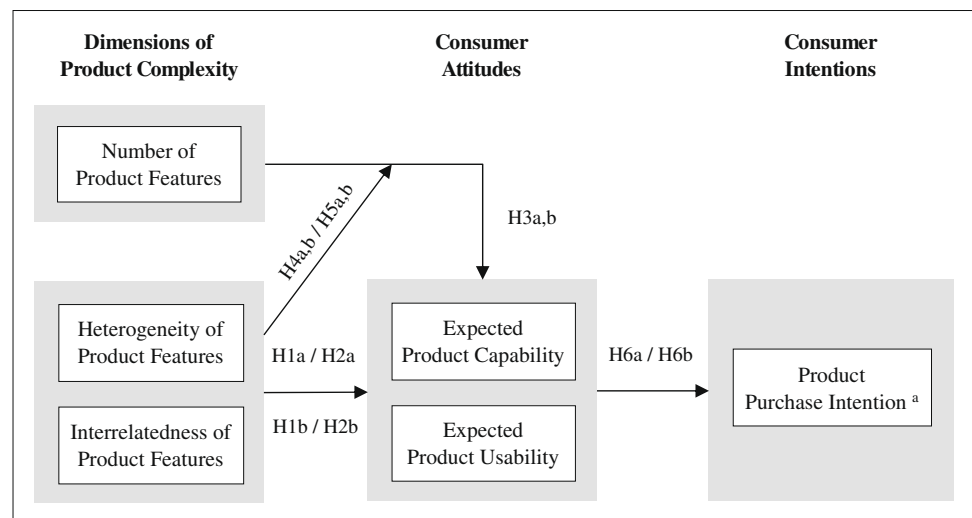 Dimensions of
Product Complexity
Consumer
Attitudes
Consumer
Intentions
Number of
Product Features
H4a,b / H5a,b
H3a,b
Heterogeneity of
Product Features
H1a / H2a
Expected
Product Capability
H6a / H6b
Product
Purchase Intention a
Interrelatedness of
Product Features
H1b / H2b
Expected
Product Usability